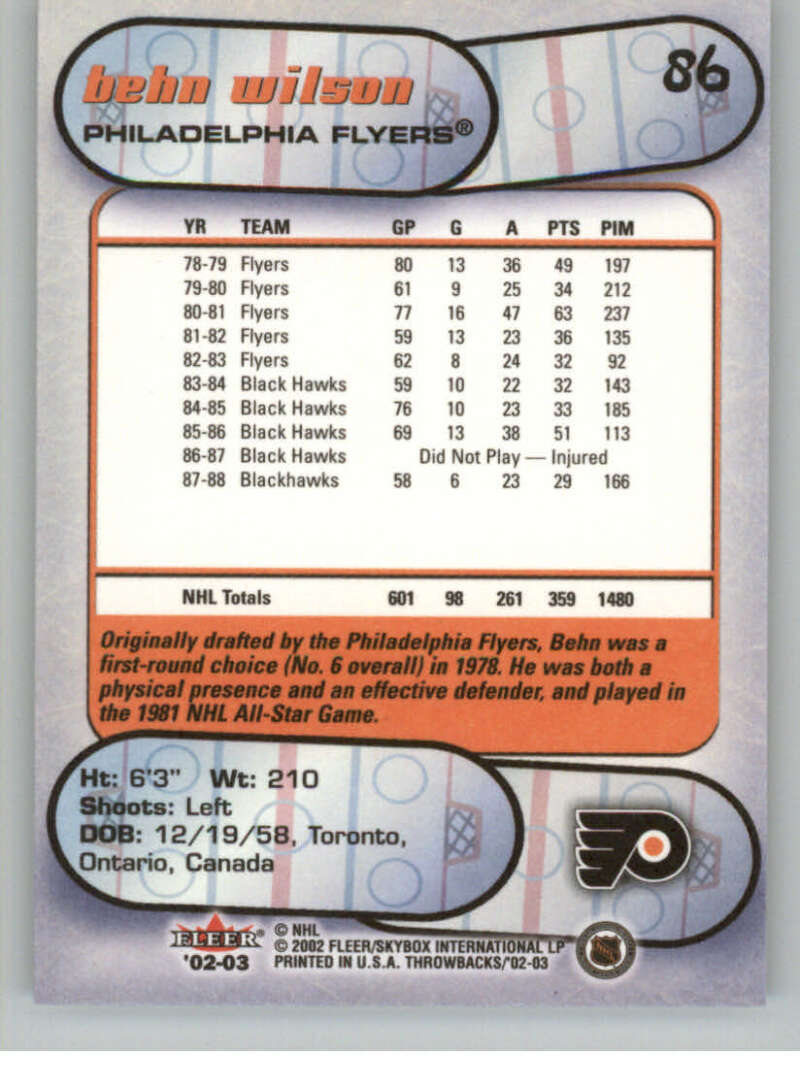 86
behn wilson
PHILADELPHIA FLYERS®
YR TEAM GP G A PTS PIM
78-79 Flyers 80 13 36 49 197
79-80 Flyers 61 9 25 34 212
80-81 Flyers 77 16 47 63 237
81-82 Flyers 59 13 23 36 135
82-83 Flyers 62 8 24 32 92
83-84 Black Hawks 59 10 22 32 143
84-85 Black Hawks 76 10 23 33 185
85-86 Black Hawks 69 13 38 51 113
86-87 Black Hawks Did Not Play — Injured
87-88 Blackhawks 58 6 23 29 166
NHL Totals 601 98 261 359 1480
Originally drafted by the Philadelphia Flyers, Behn was a
first-round choice (No. 6 overall) in 1978. He was both a
physical presence and an effective defender, and played in
the 1981 NHL All-Star Game.
Ht: 6'3" Wt: 210
Shoots: Left
DOB: 12/19/58, Toronto,
Ontario, Canada
FLEER®
'02-03
© NHL
© 2002 FLEER/SKYBOX INTERNATIONAL LP
PRINTED IN U.S.A. THROWBACKS/'02-03